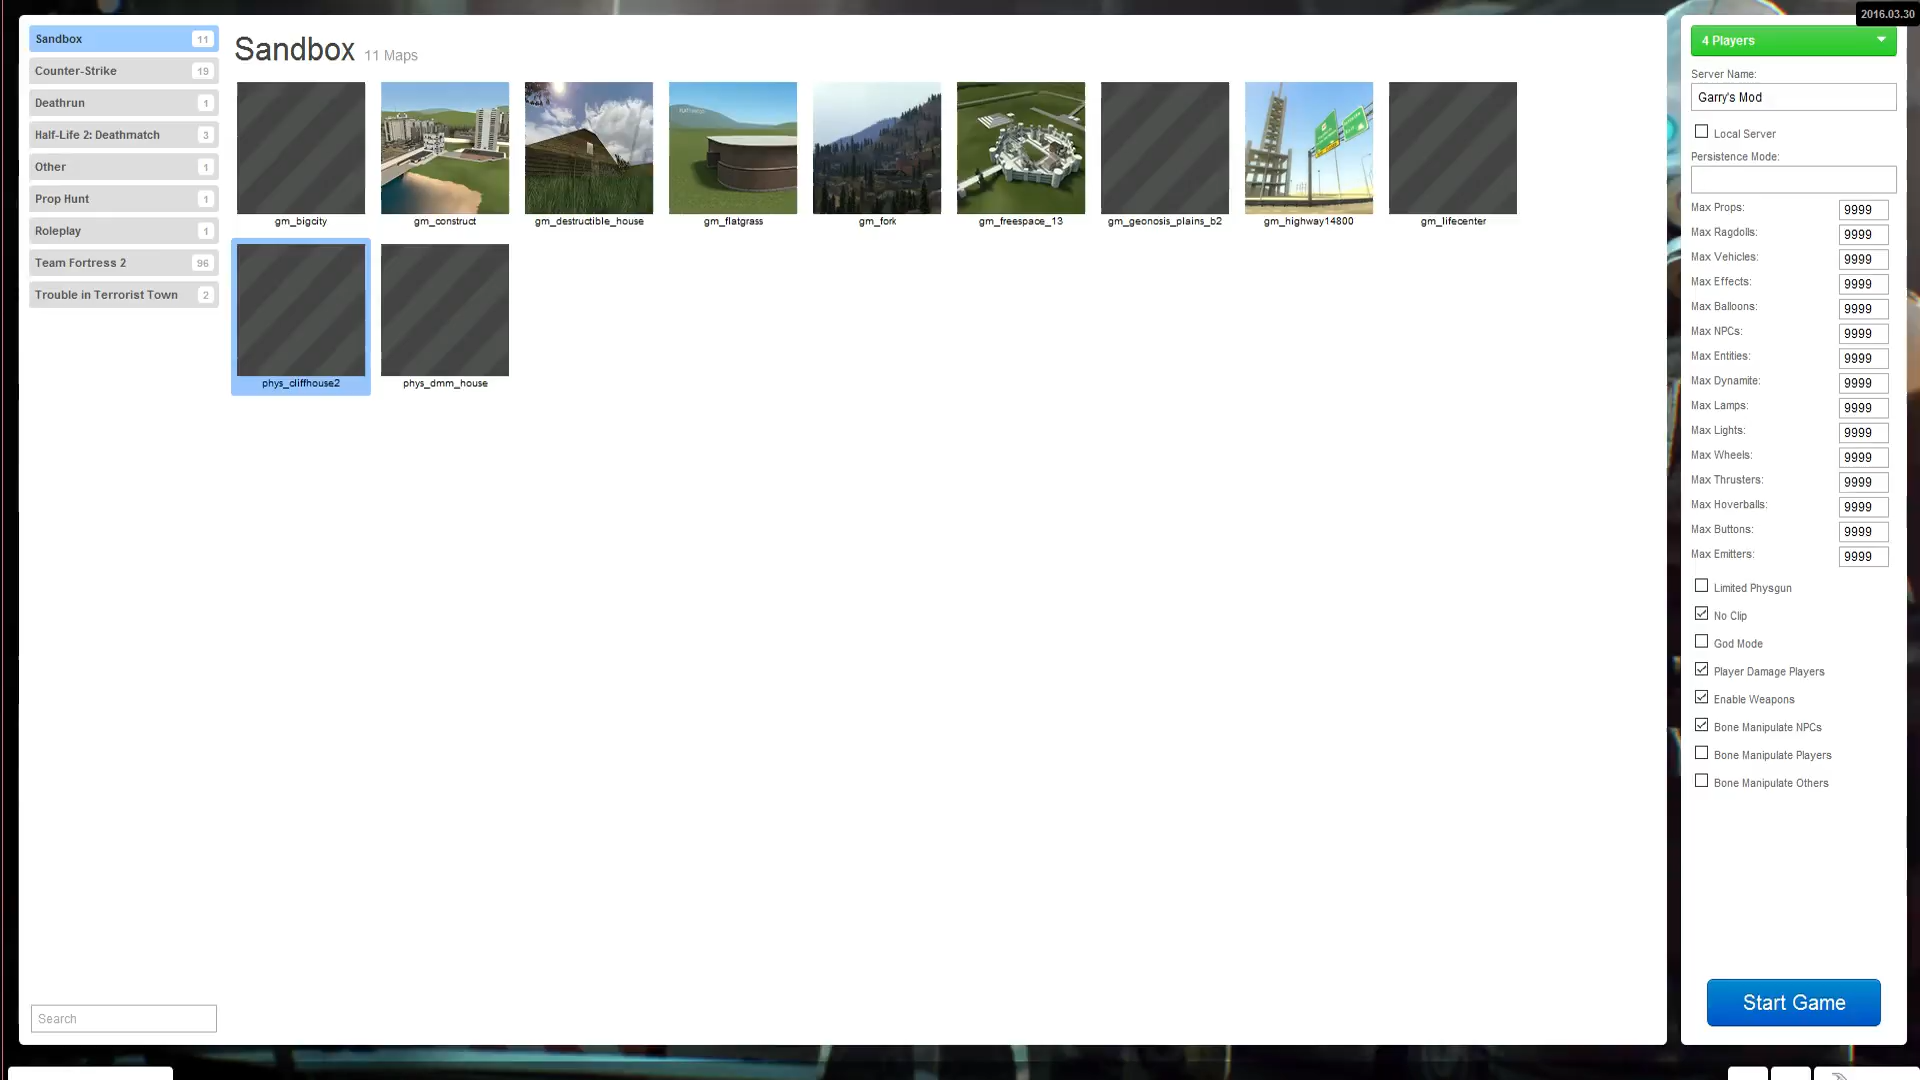 2016.03.30
Sandbox 11
Counter-Strike 19
Deathrun 1
Half-Life 2: Deathmatch 3
Other 1
Prop Hunt 1
Roleplay 1
Team Fortress 2 96
Trouble in Terrorist Town 2
Search
Sandbox 11 Maps
gm_bigcity
gm_construct
gm_destructible_house
gm_flatgrass
gm_fork
gm_freespace_13
gm_geonosis_plains_b2
gm_highway14800
gm_lifecenter
phys_cliffhouse2
phys_dmm_house
4 Players
Server Name:
Garry's Mod
Local Server
Persistence Mode:
Max Props: 9999
Max Ragdolls: 9999
Max Vehicles: 9999
Max Effects: 9999
Max Balloons: 9999
Max NPCs: 9999
Max Entities: 9999
Max Dynamite: 9999
Max Lamps: 9999
Max Lights: 9999
Max Wheels: 9999
Max Thrusters: 9999
Max Hoverballs: 9999
Max Buttons: 9999
Max Emitters: 9999
Limited Physgun
No Clip
God Mode
Player Damage Players
Enable Weapons
Bone Manipulate NPCs
Bone Manipulate Players
Bone Manipulate Others
Start Game